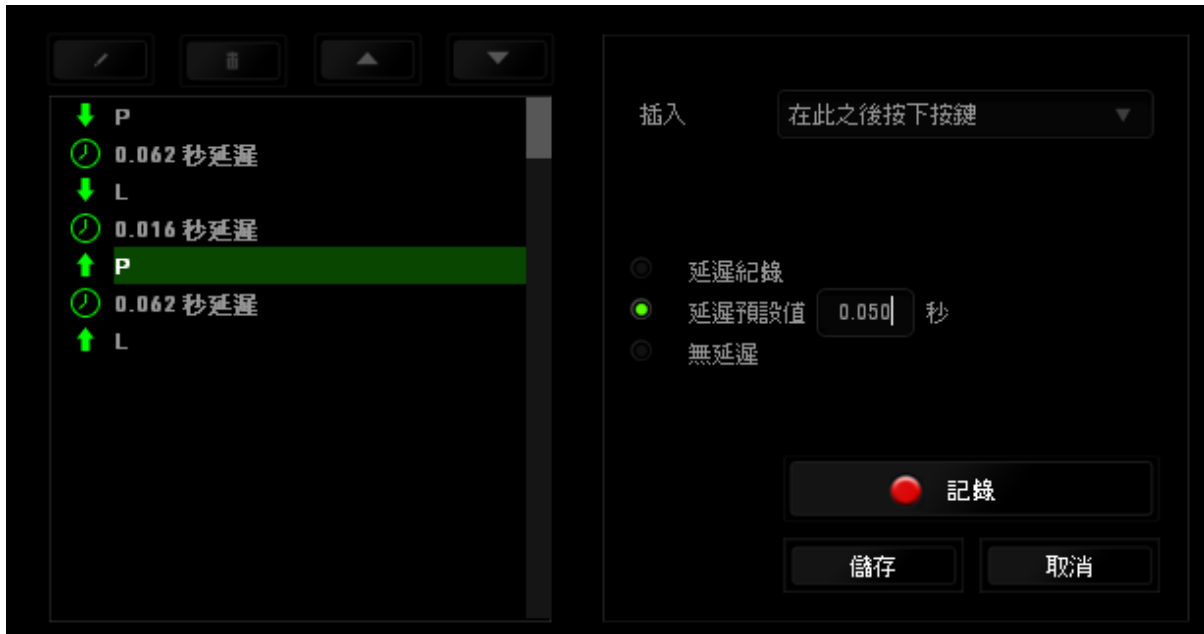 P
0.062 秒延遲
L
0.016 秒延遲
P
0.062 秒延遲
L
插入
在此之後按下按鍵
延遲紀錄
延遲預設值 0.050 秒
無延遲
記錄
儲存
取消